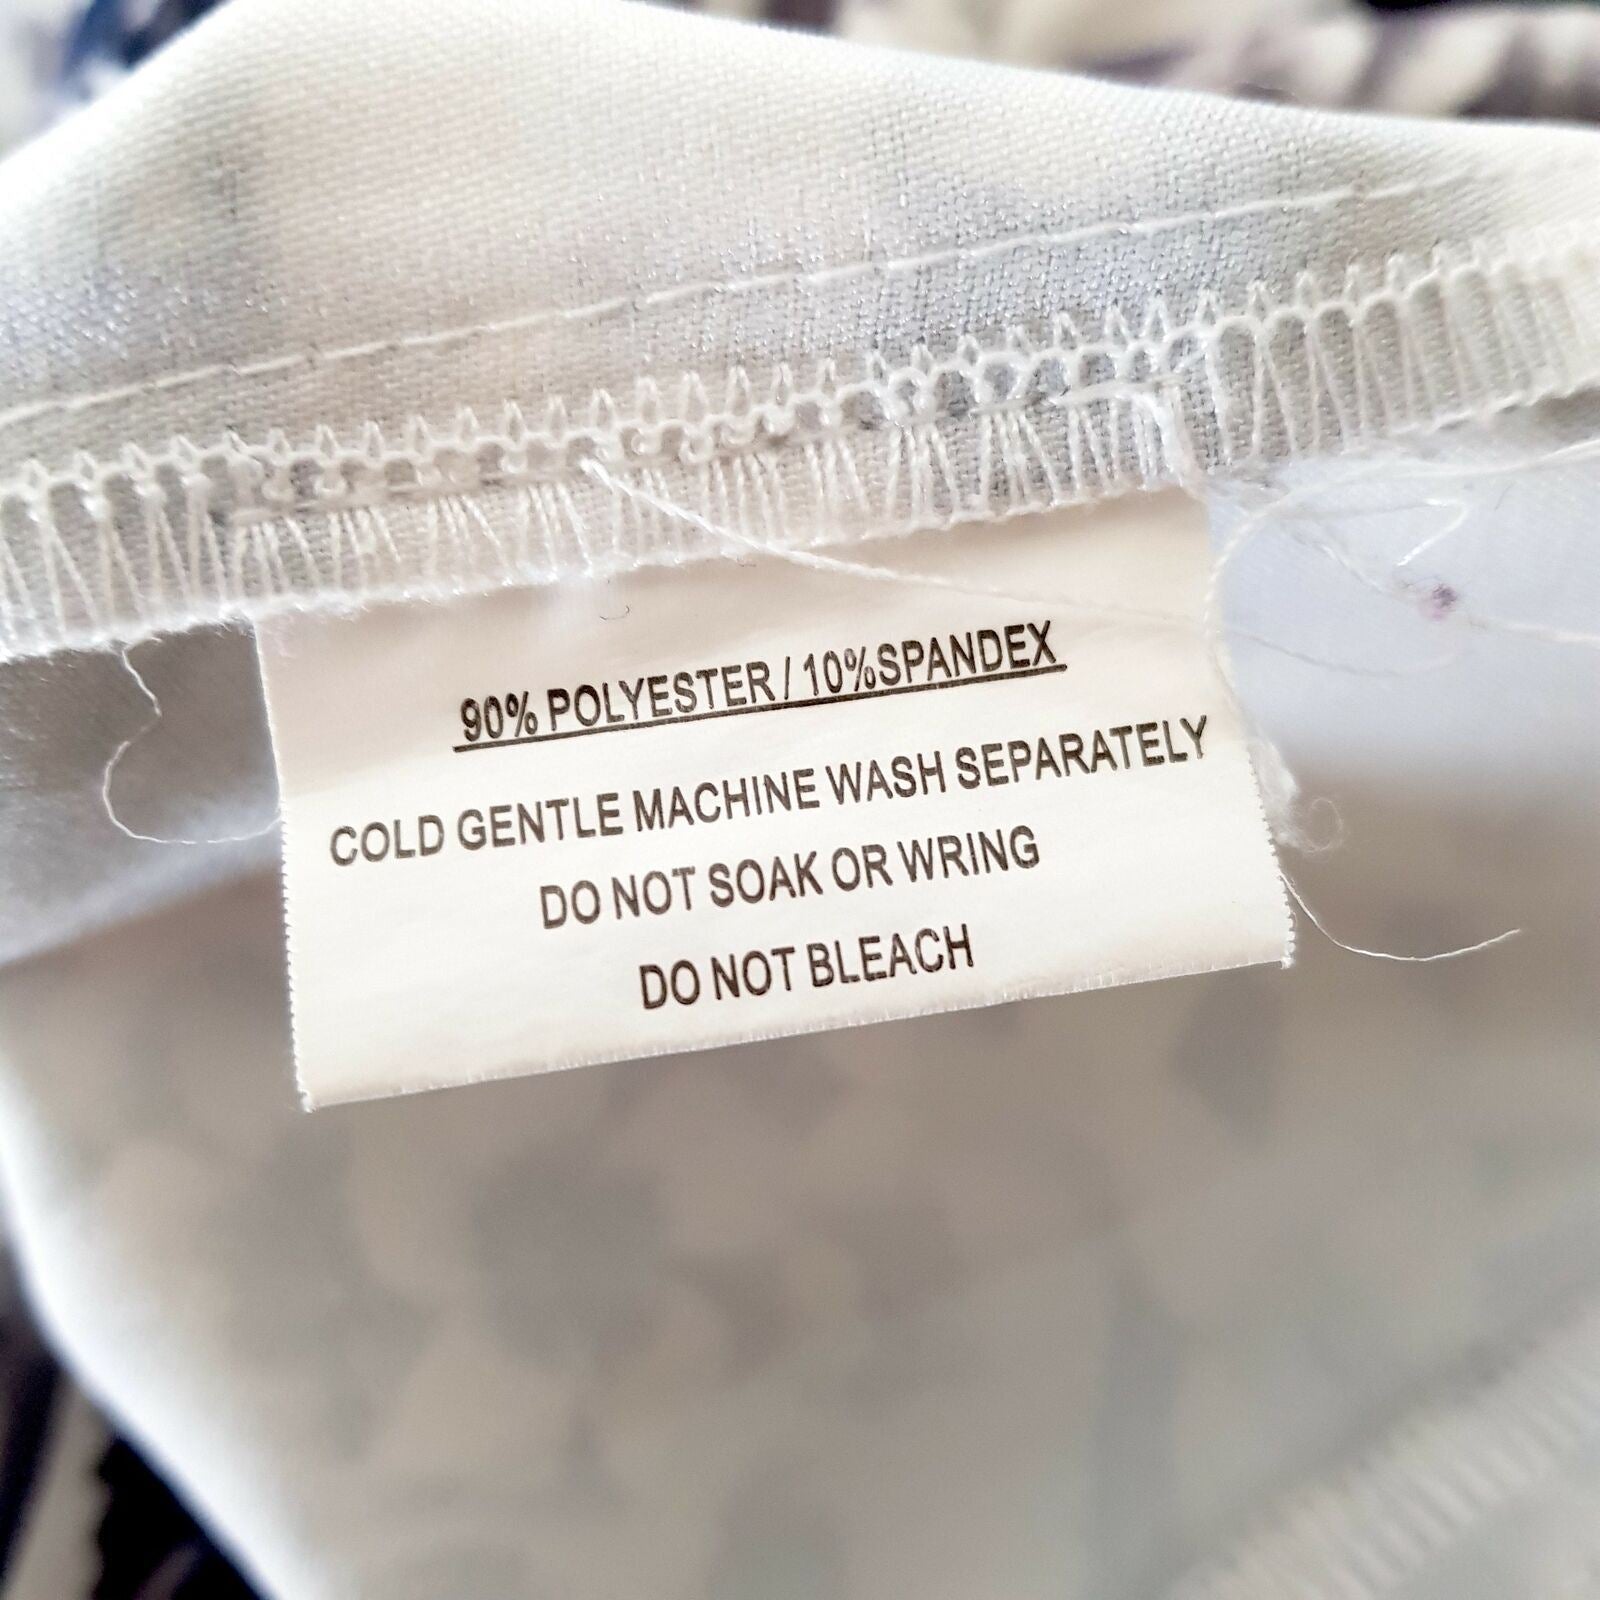 90% POLYESTER / 10%SPANDEX
COLD GENTLE MACHINE WASH SEPARATELY
DO NOT SOAK OR WRING
DO NOT BLEACH